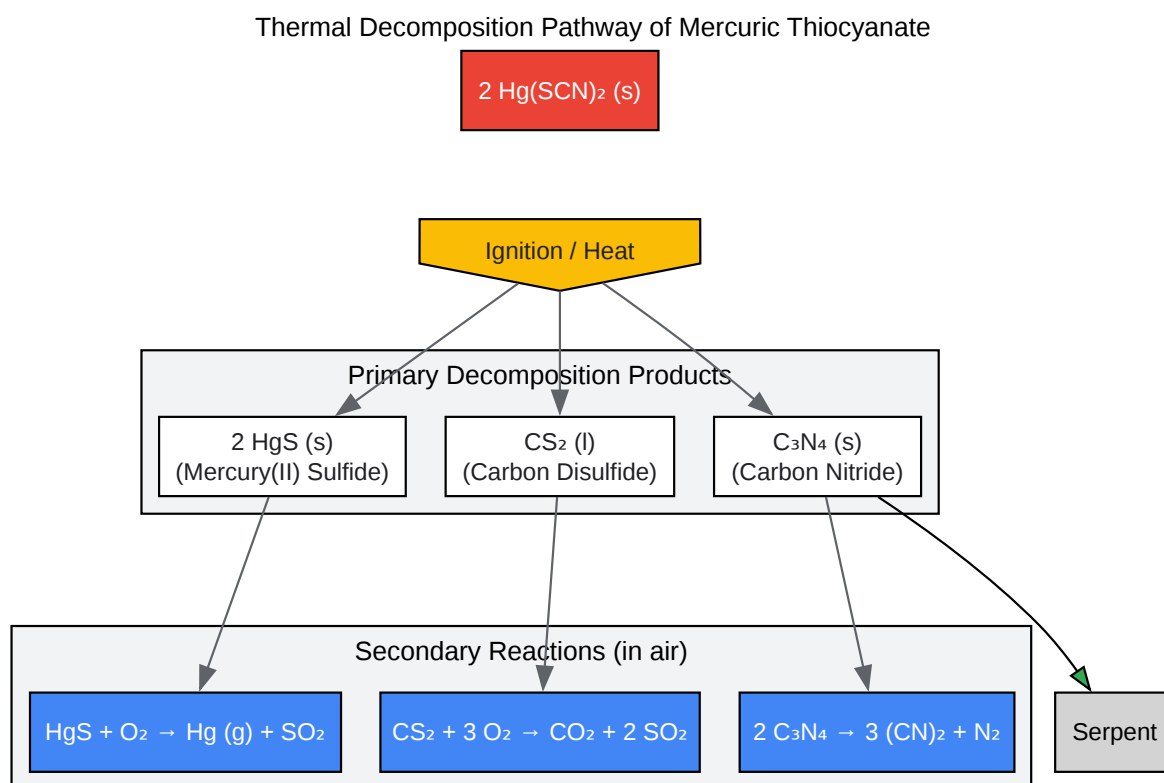 Thermal Decomposition Pathway of Mercuric Thiocyanate
2 Hg(SCN)₂ (s)
Ignition / Heat
Primary Decomposition Products
2 HgS (s)
(Mercury(II) Sulfide)
CS₂ (l)
(Carbon Disulfide)
C₃N₄ (s)
(Carbon Nitride)
Secondary Reactions (in air)
HgS + O₂ → Hg (g) + SO₂
CS₂ + 3 O₂ → CO₂ + 2 SO₂
2 C₃N₄ → 3 (CN)₂ + N₂
Serpent